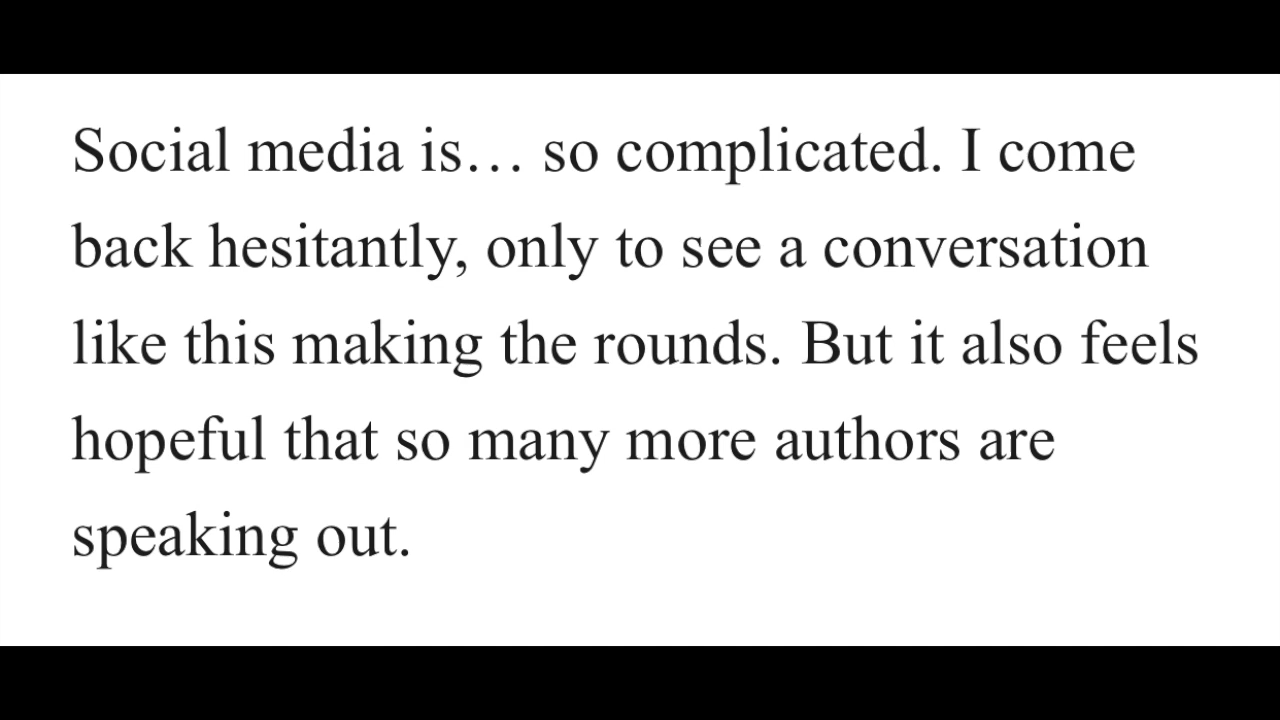 Social media is… so complicated. I come
back hesitantly, only to see a conversation
like this making the rounds. But it also feels
hopeful that so many more authors are
speaking out.